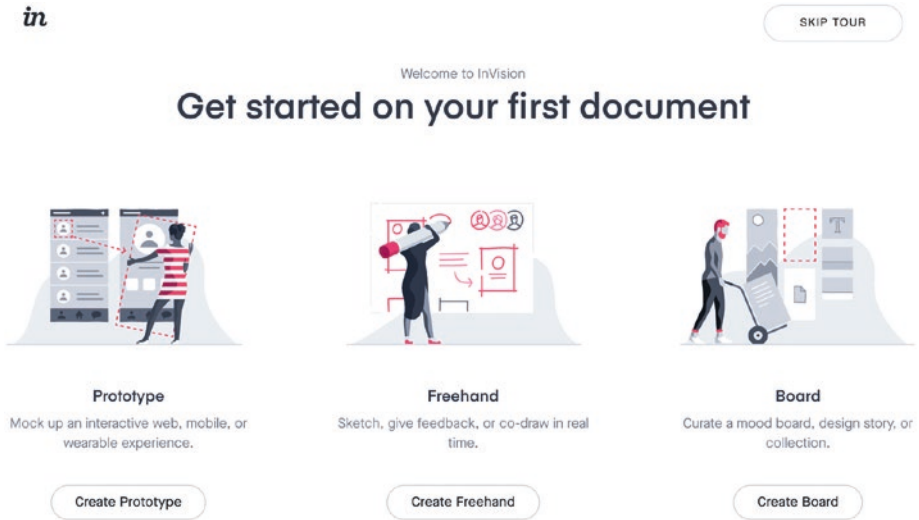 in
SKIP TOUR
Welcome to InVision
Get started on your first document
T
Prototype
Mock up an interactive web, mobile, or
wearable experience.
Create Prototype
Freehand
Sketch, give feedback, or co-draw in real
time.
Create Freehand
Board
Curate a mood board, design story, or
collection.
Create Board